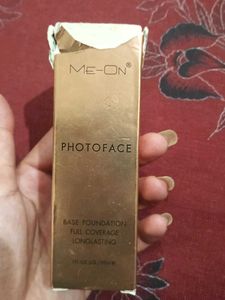 ME-ON®
PHOTOFACE
BASE FOUNDATION
FULL COVERAGE
LONGLASTING